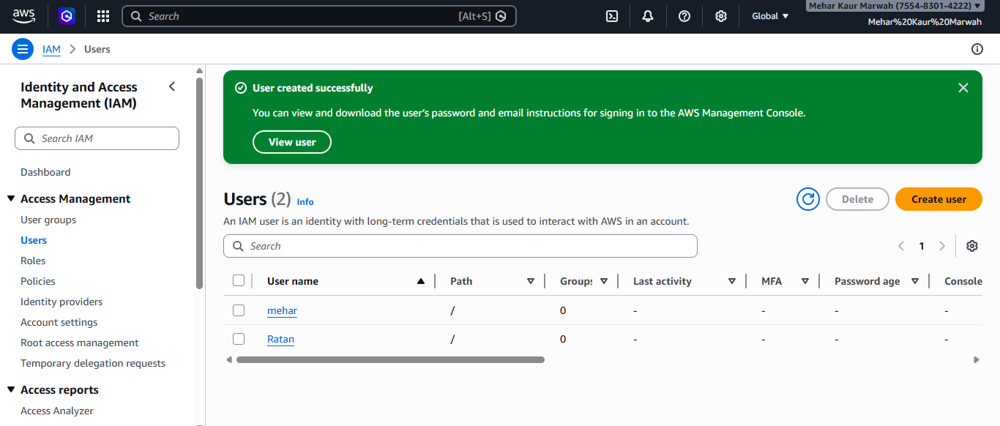 aws
Search [Alt+S]
Global
Mehar Kaur Marwah (7554-8301-4222)
Mehar%20Kaur%20Marwah
IAM > Users
Identity and Access
Management (IAM)
Search IAM
Dashboard
Access Management
User groups
Users
Roles
Policies
Identity providers
Account settings
Root access management
Temporary delegation requests
Access reports
Access Analyzer
User created successfully
You can view and download the user's password and email instructions for signing in to the AWS Management Console.
View user
Users (2) Info
Delete
Create user
An IAM user is an identity with long-term credentials that is used to interact with AWS in an account.
Search
1
User name Path Groups Last activity MFA Password age Console
mehar / 0 - - - -
Ratan / 0 - - - -